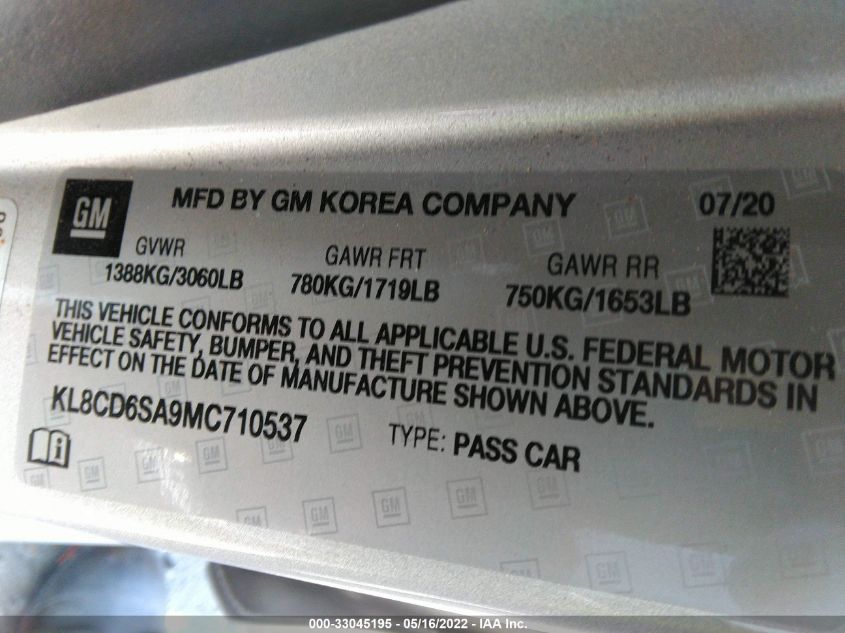 GM
MFD BY GM KOREA COMPANY 07/20
GVWR GAWR FRT GAWR RR
1388KG/3060LB 780KG/1719LB 750KG/1653LB
THIS VEHICLE CONFORMS TO ALL APPLICABLE U.S. FEDERAL MOTOR
VEHICLE SAFETY, BUMPER, AND THEFT PREVENTION STANDARDS IN
EFFECT ON THE DATE OF MANUFACTURE SHOWN ABOVE.
KL8CD6SA9MC710537 TYPE: PASS CAR
000-33045195 - 05/16/2022 - IAA Inc.